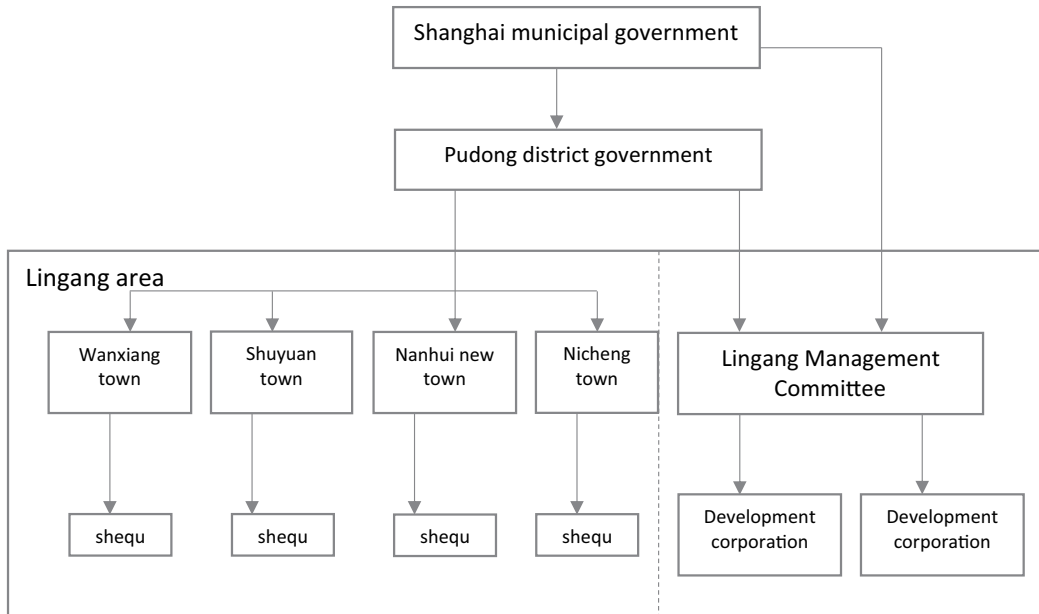 Shanghai municipal government
Pudong district government
Lingang area
Wanxiang
town
Shuyuan
town
Nanhui new
town
Nicheng
town
Lingang Management
Committee
shequ
shequ
shequ
shequ
Development
corporation
Development
corporation